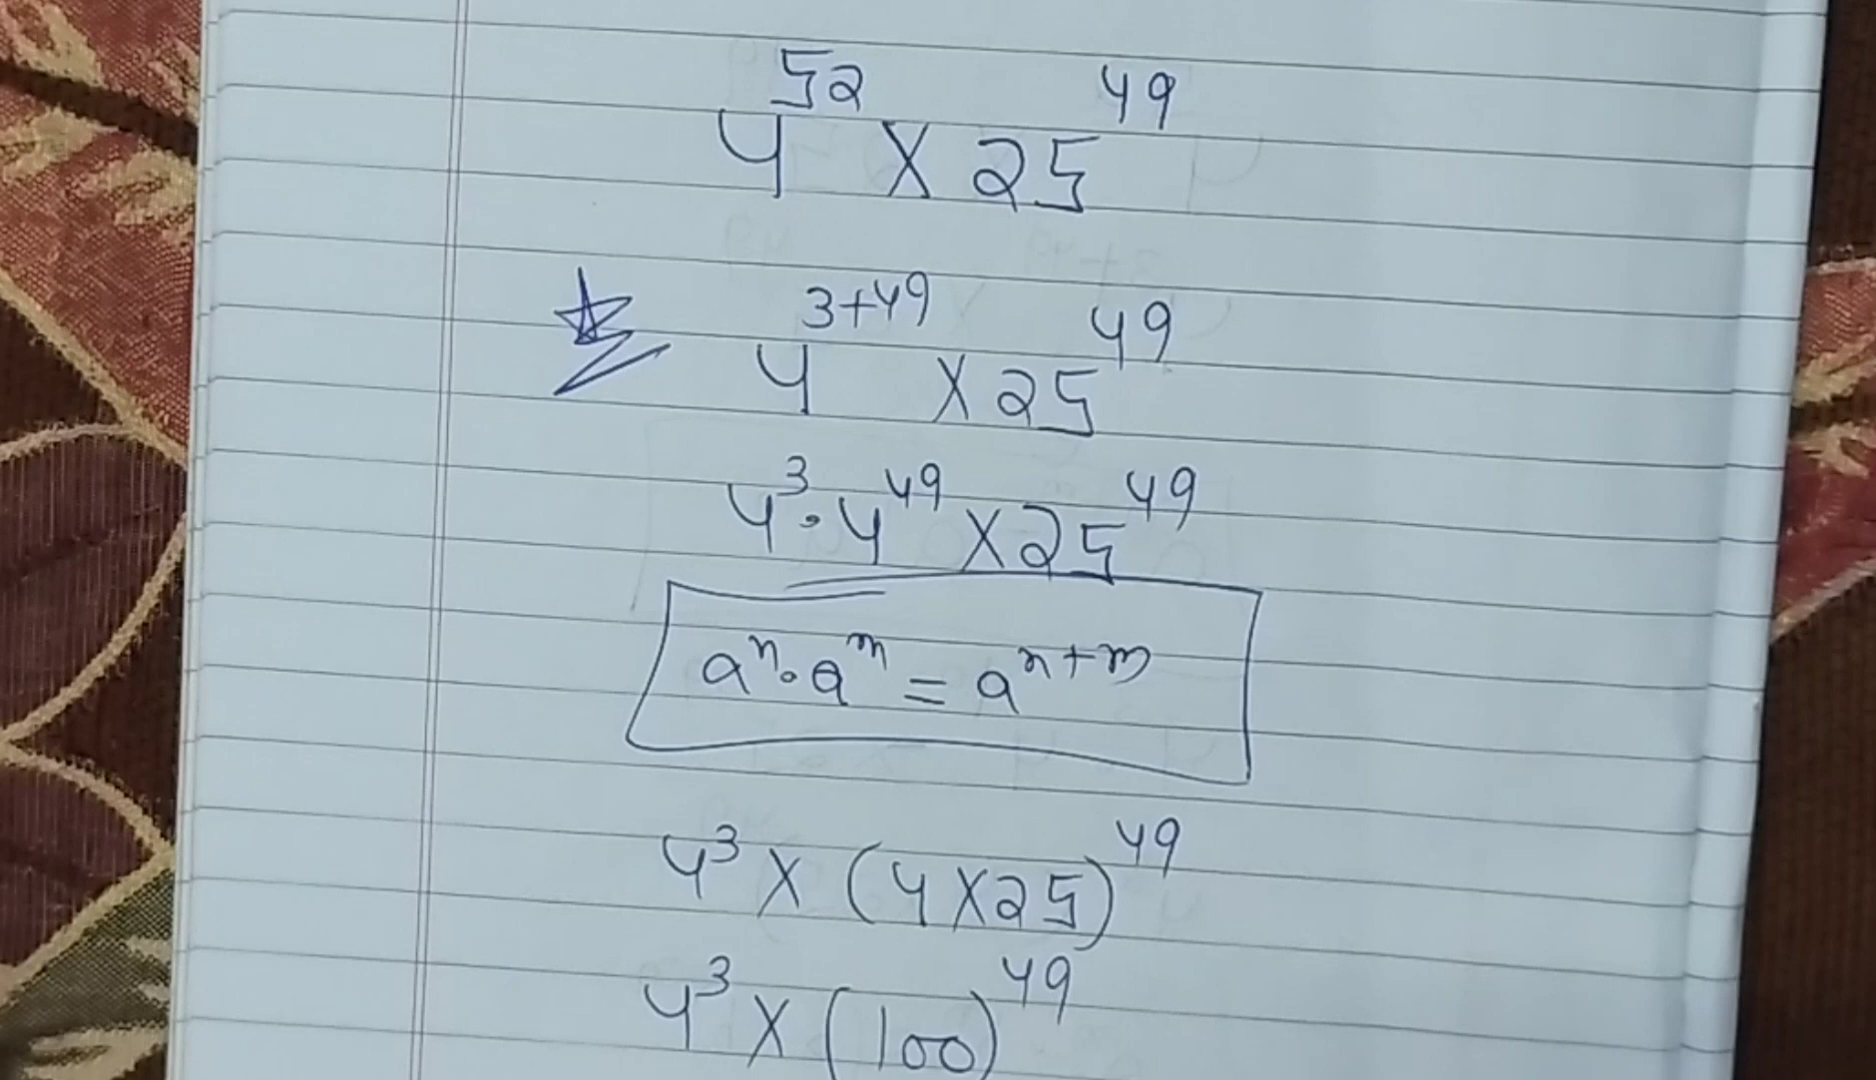 4^52 X 25^49
4^3+49 X 25^49
4^3 · 4^49 X 25^49
a^n · a^m = a^n+m
4^3 X (4 X 25)^49
4^3 X (100)^49